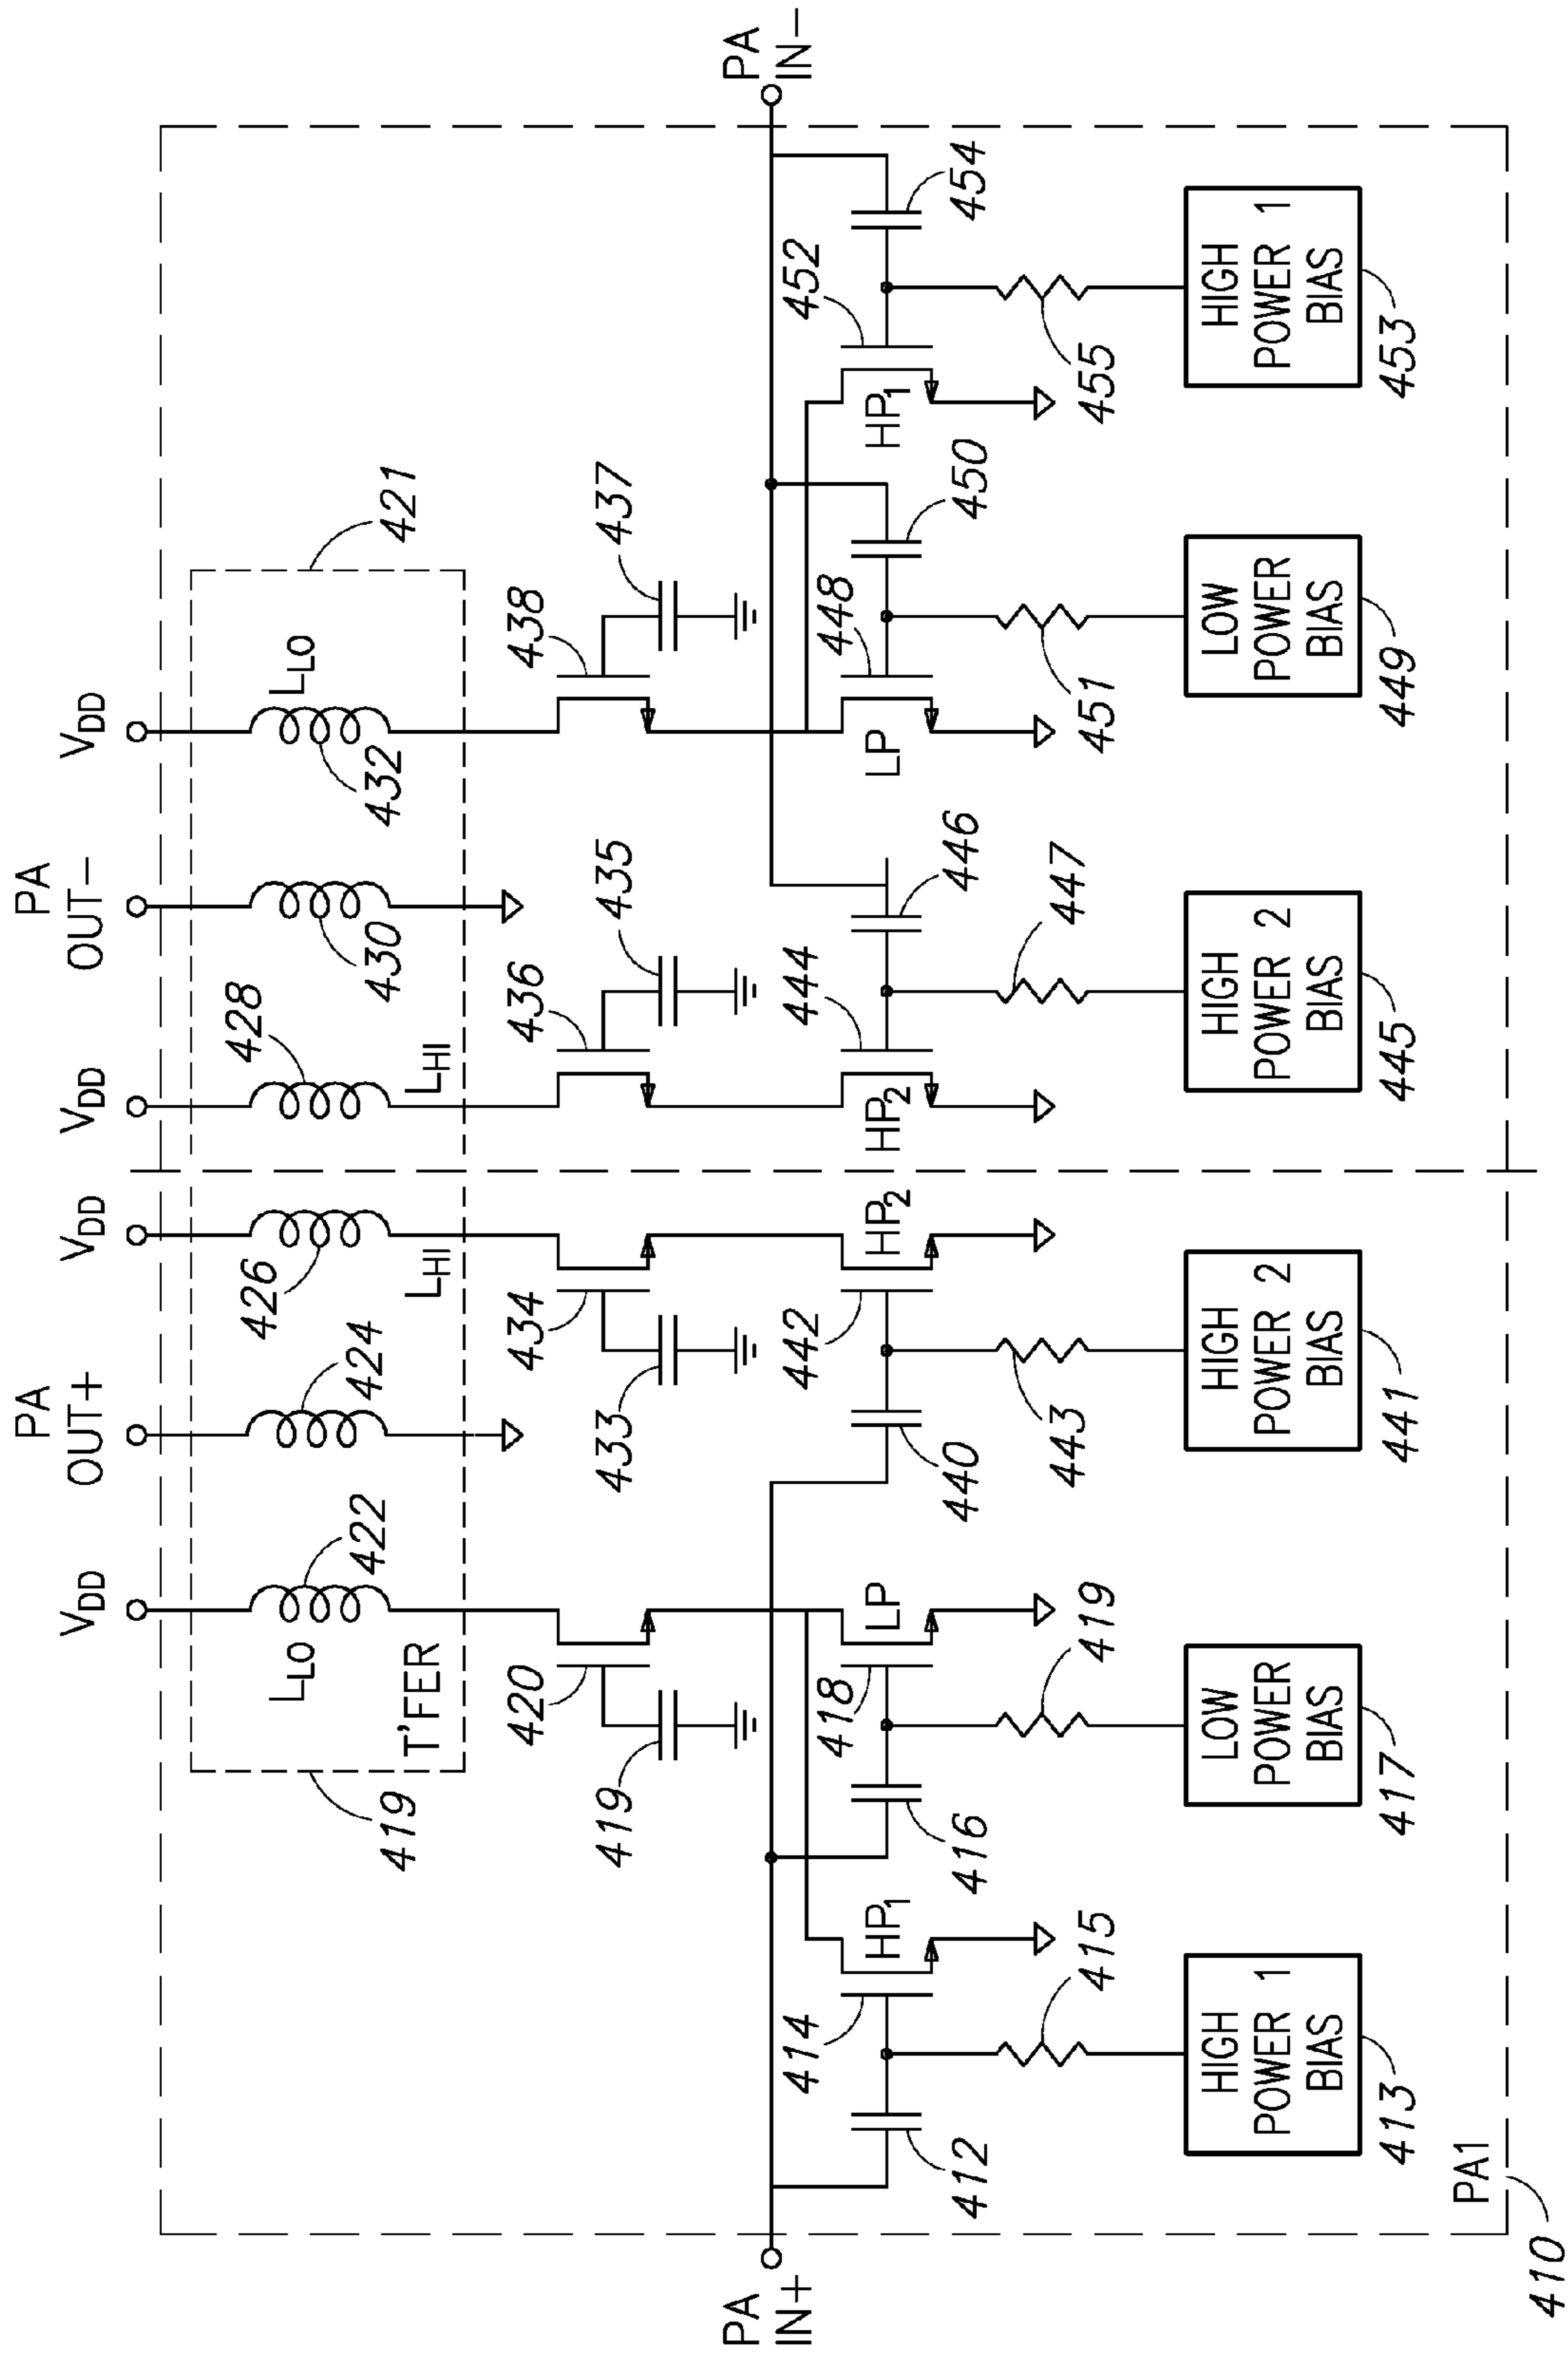 PA
OUT+
PA
OUT−
VDD
VDD
VDD
VDD
LLO
422
424
426
LHI
428
LHI
430
432
LLO
T'FER
419
421
420
419
434
433
436
435
438
437
PA
IN+
PA
IN−
HP1
414
412
415
LP
418
416
419
HP2
442
440
443
HP2
444
446
447
LP
448
450
451
HP1
452
454
455
HIGH
POWER 1
BIAS
413
LOW
POWER
BIAS
417
HIGH
POWER 2
BIAS
441
HIGH
POWER 2
BIAS
445
LOW
POWER
BIAS
449
HIGH
POWER 1
BIAS
453
PA1
410